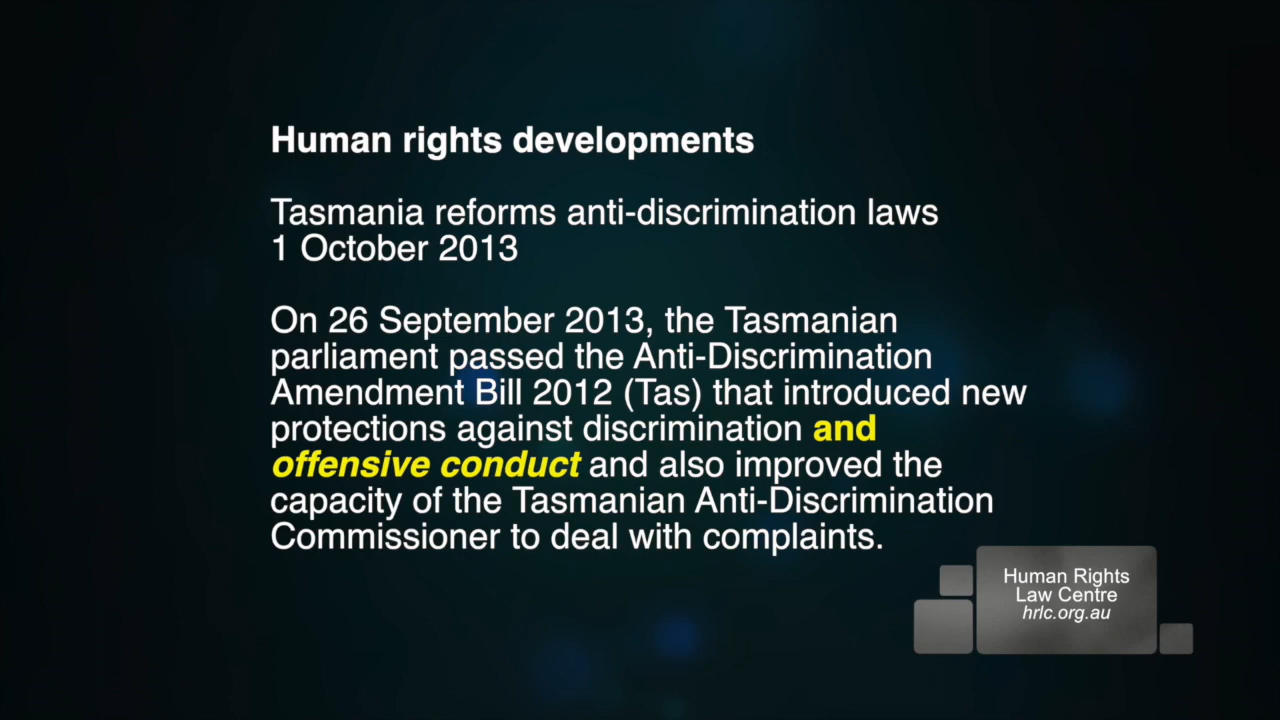 Human rights developments
Tasmania reforms anti-discrimination laws
1 October 2013
On 26 September 2013, the Tasmanian
parliament passed the Anti-Discrimination
Amendment Bill 2012 (Tas) that introduced new
protections against discrimination and
offensive conduct and also improved the
capacity of the Tasmanian Anti-Discrimination
Commissioner to deal with complaints.
Human Rights
Law Centre
hrlc.org.au